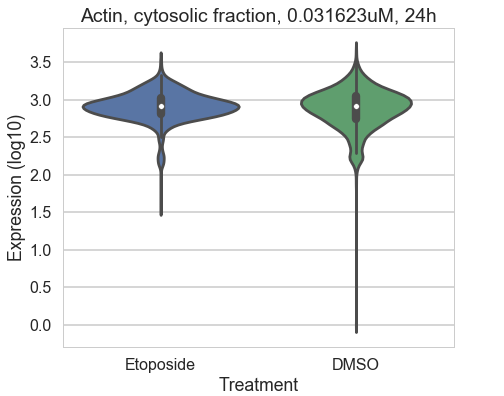 Actin, cytosolic fraction, 0.031623uM, 24h
Expression (log10)
3.5
3.0
2.5
2.0
1.5
1.0
0.5
0.0
Etoposide DMSO
Treatment